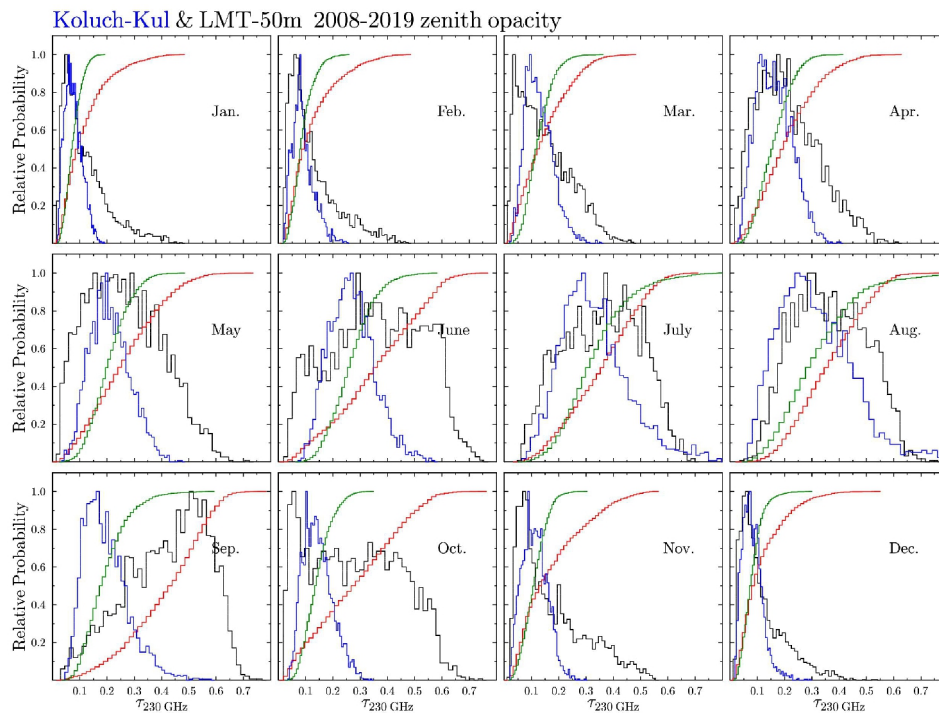 Koluch-Kul & LMT-50m 2008-2019 zenith opacity
Relative Probability
1.0
0.8
0.6
0.4
0.2
Jan.
Feb.
Mar.
Apr.
Relative Probability
1.0
0.8
0.6
0.4
0.2
May
June
July
Aug.
Relative Probability
1.0
0.8
0.6
0.4
0.2
Sep.
Oct.
Nov.
Dec.
0.1 0.2 0.3 0.4 0.5 0.6 0.7
0.1 0.2 0.3 0.4 0.5 0.6 0.7
0.1 0.2 0.3 0.4 0.5 0.6 0.7
0.1 0.2 0.3 0.4 0.5 0.6 0.7
τ230 GHz
τ230 GHz
τ230 GHz
τ230 GHz